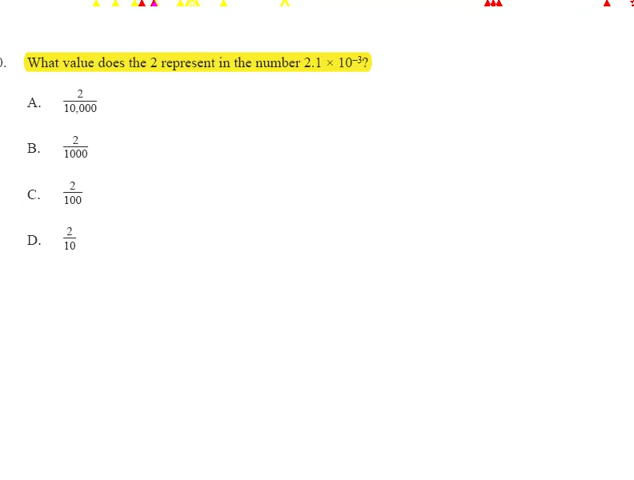 0. What value does the 2 represent in the number 2.1 × 10⁻³?
A. 2/10,000
B. 2/1000
C. 2/100
D. 2/10